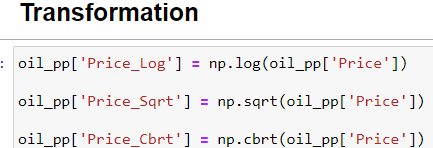 Transformation
: oil_pp['Price_Log'] = np.log(oil_pp['Price'])
oil_pp['Price_Sqrt'] = np.sqrt(oil_pp['Price'])
oil_pp['Price_Cbrt'] = np.cbrt(oil_pp['Price'])